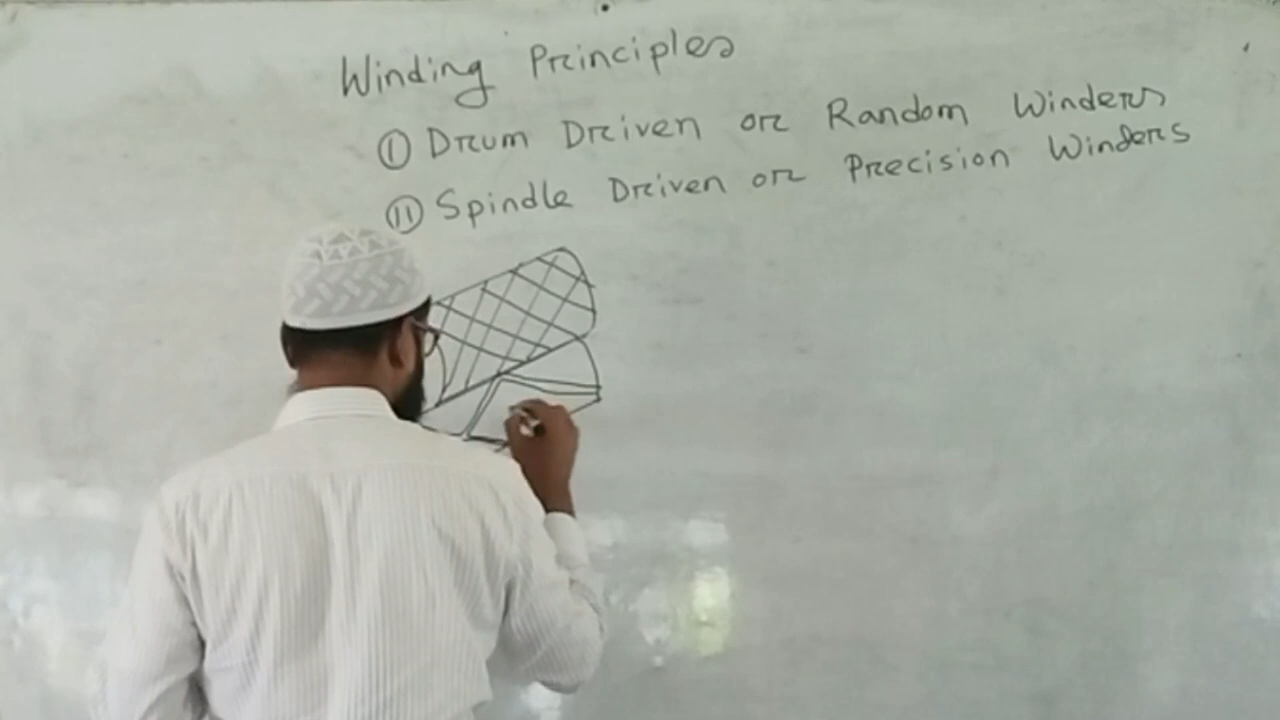 Winding Principles
I Drum Driven or Random Winders
II Spindle Driven or Precision Winders